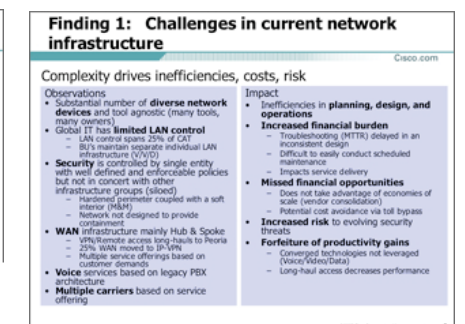 Finding 1: Challenges in current network
infrastructure
Cisco.com
Complexity drives inefficiencies, costs, risk
Observations
• Substantial number of diverse network
devices and tool agnostic (many tools,
many owners)
• Global IT has limited LAN control
– LAN control spans 25% of CAT
– BU's maintain separate individual LAN
infrastructure (V/V/D)
• Security is controlled by single entity
with well defined and enforceable policies
but not in concert with other
infrastructure groups (siloed)
– Hardened perimeter coupled with a soft
interior (M&M)
– Network not designed to provide
containment
• WAN infrastructure mainly Hub & Spoke
– VPN/Remote access long-hauls to Peoria
– 25% WAN moved to IP-VPN
– Multiple service offerings based on
customer demands
• Voice services based on legacy PBX
architecture
• Multiple carriers based on service
offering
Impact
• Inefficiencies in planning, design, and
operations
• Increased financial burden
– Troubleshooting (MTTR) delayed in an
inconsistent design
– Difficult to easily conduct scheduled
maintenance
– Impacts service delivery
• Missed financial opportunities
– Does not take advantage of economies of
scale (vendor consolidation)
– Potential cost avoidance via toll bypass
• Increased risk to evolving security
threats
• Forfeiture of productivity gains
– Converged technologies not leveraged
(Voice/Video/Data)
– Long-haul access decreases performance